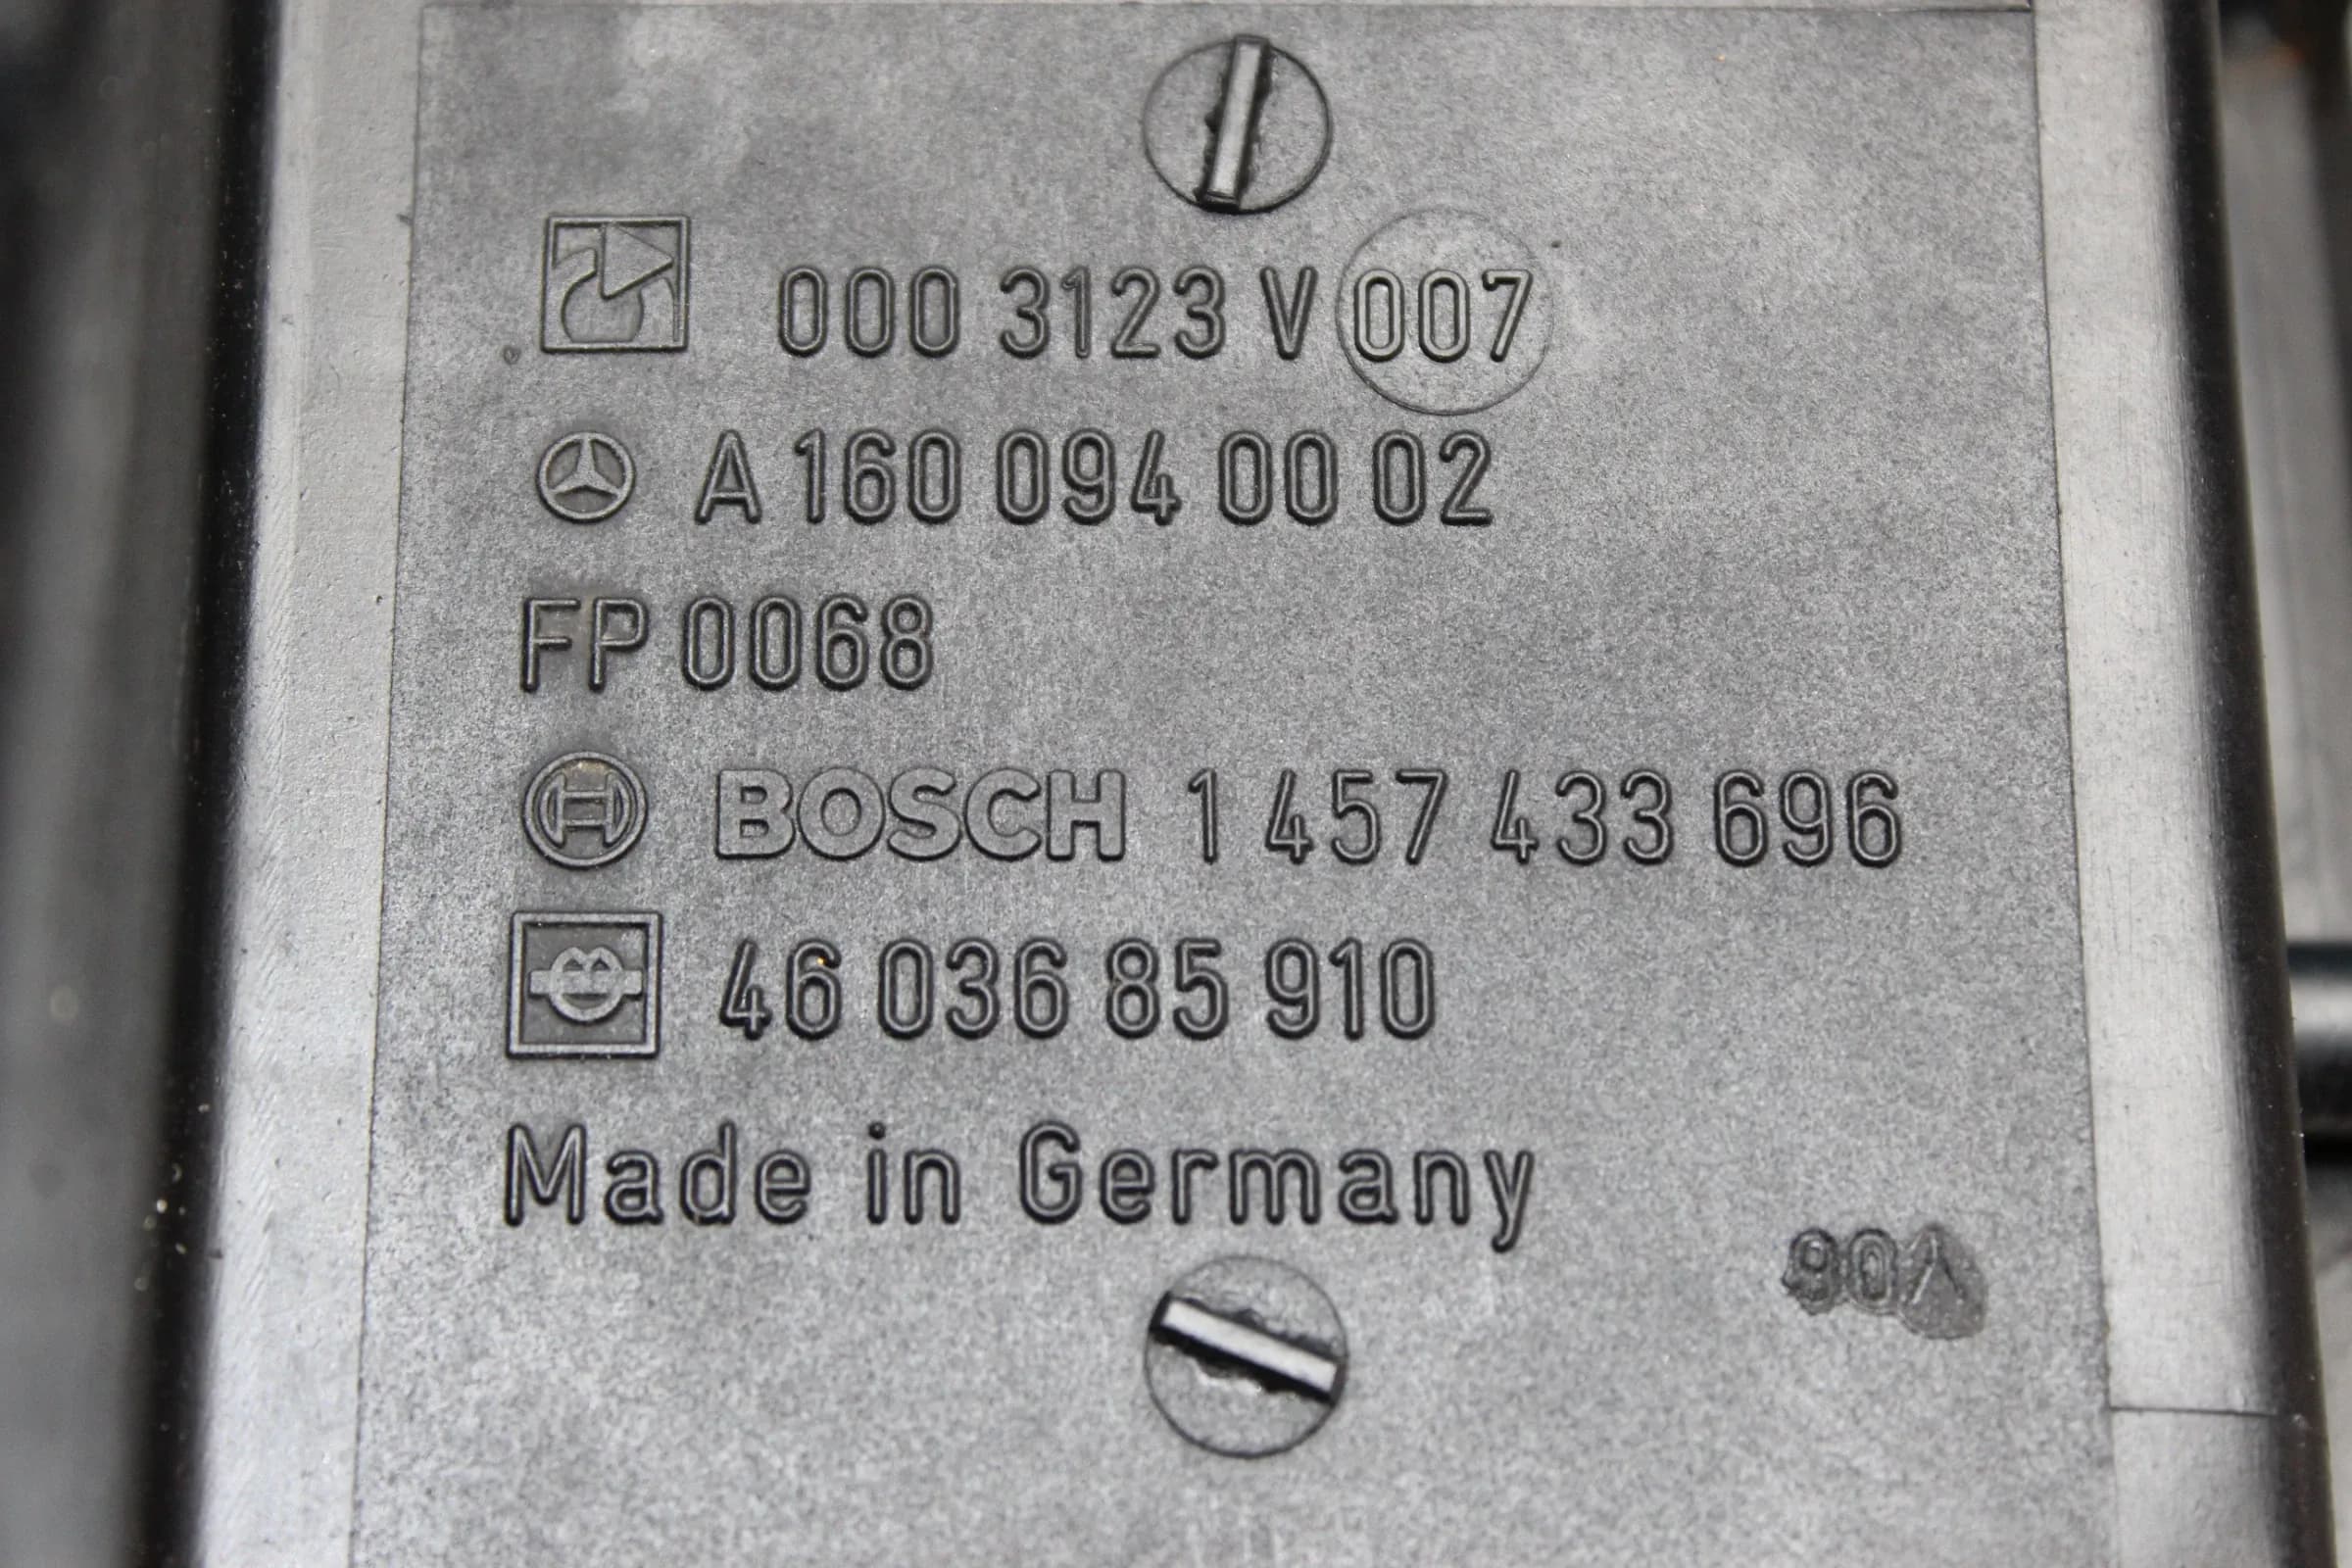 000 3123 V 007
A 160 094 00 02
FP 0068
BOSCH 1 457 433 696
46 036 85 910
Made in Germany